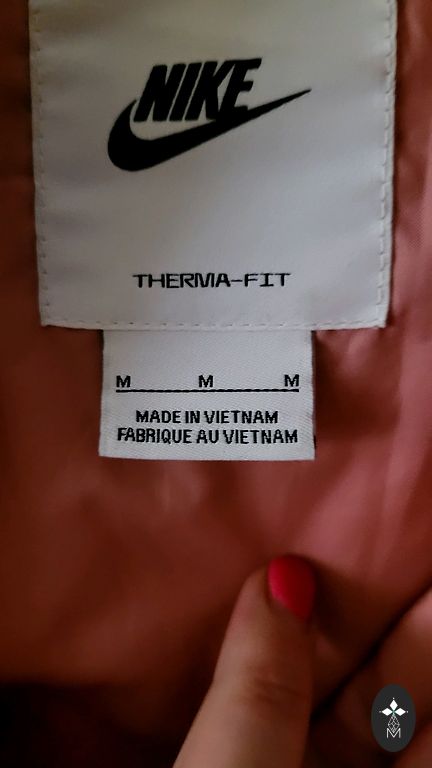 NIKE
THERMA-FIT
M M M
MADE IN VIETNAM
FABRIQUE AU VIETNAM
M